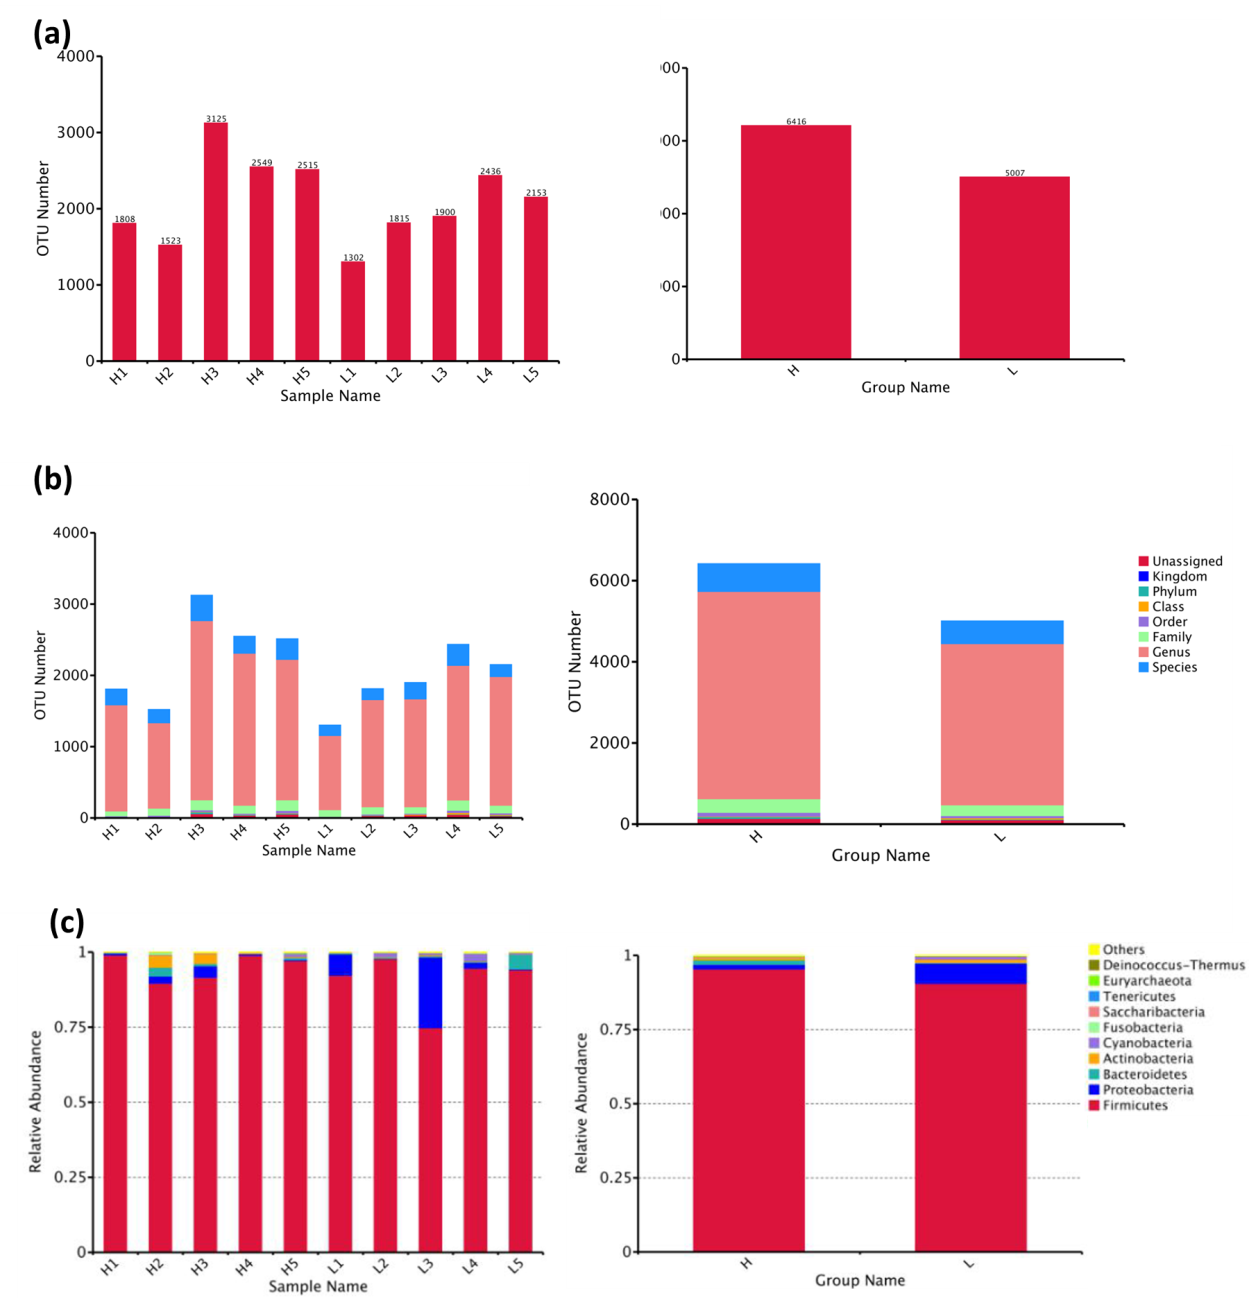 (a)
4000
3000
2000
1000
0
OTU Number
1808
1523
3125
2549
2515
1302
1815
1900
2436
2153
H1
H2
H3
H4
H5
L1
L2
L3
L4
L5
Sample Name
00
00
00
00
0
6416
5007
H
L
Group Name
(b)
4000
3000
2000
1000
0
OTU Number
H1
H2
H3
H4
H5
L1
L2
L3
L4
L5
Sample Name
8000
6000
4000
2000
0
OTU Number
H
L
Group Name
Unassigned
Kingdom
Phylum
Class
Order
Family
Genus
Species
(c)
1
0.75
0.5
0.25
0
Relative Abundance
H1
H2
H3
H4
H5
L1
L2
L3
L4
L5
Sample Name
1
0.75
0.5
0.25
0
Relative Abundance
H
L
Group Name
Others
Deinococcus-Thermus
Euryarchaeota
Tenericutes
Saccharibacteria
Fusobacteria
Cyanobacteria
Actinobacteria
Bacteroidetes
Proteobacteria
Firmicutes